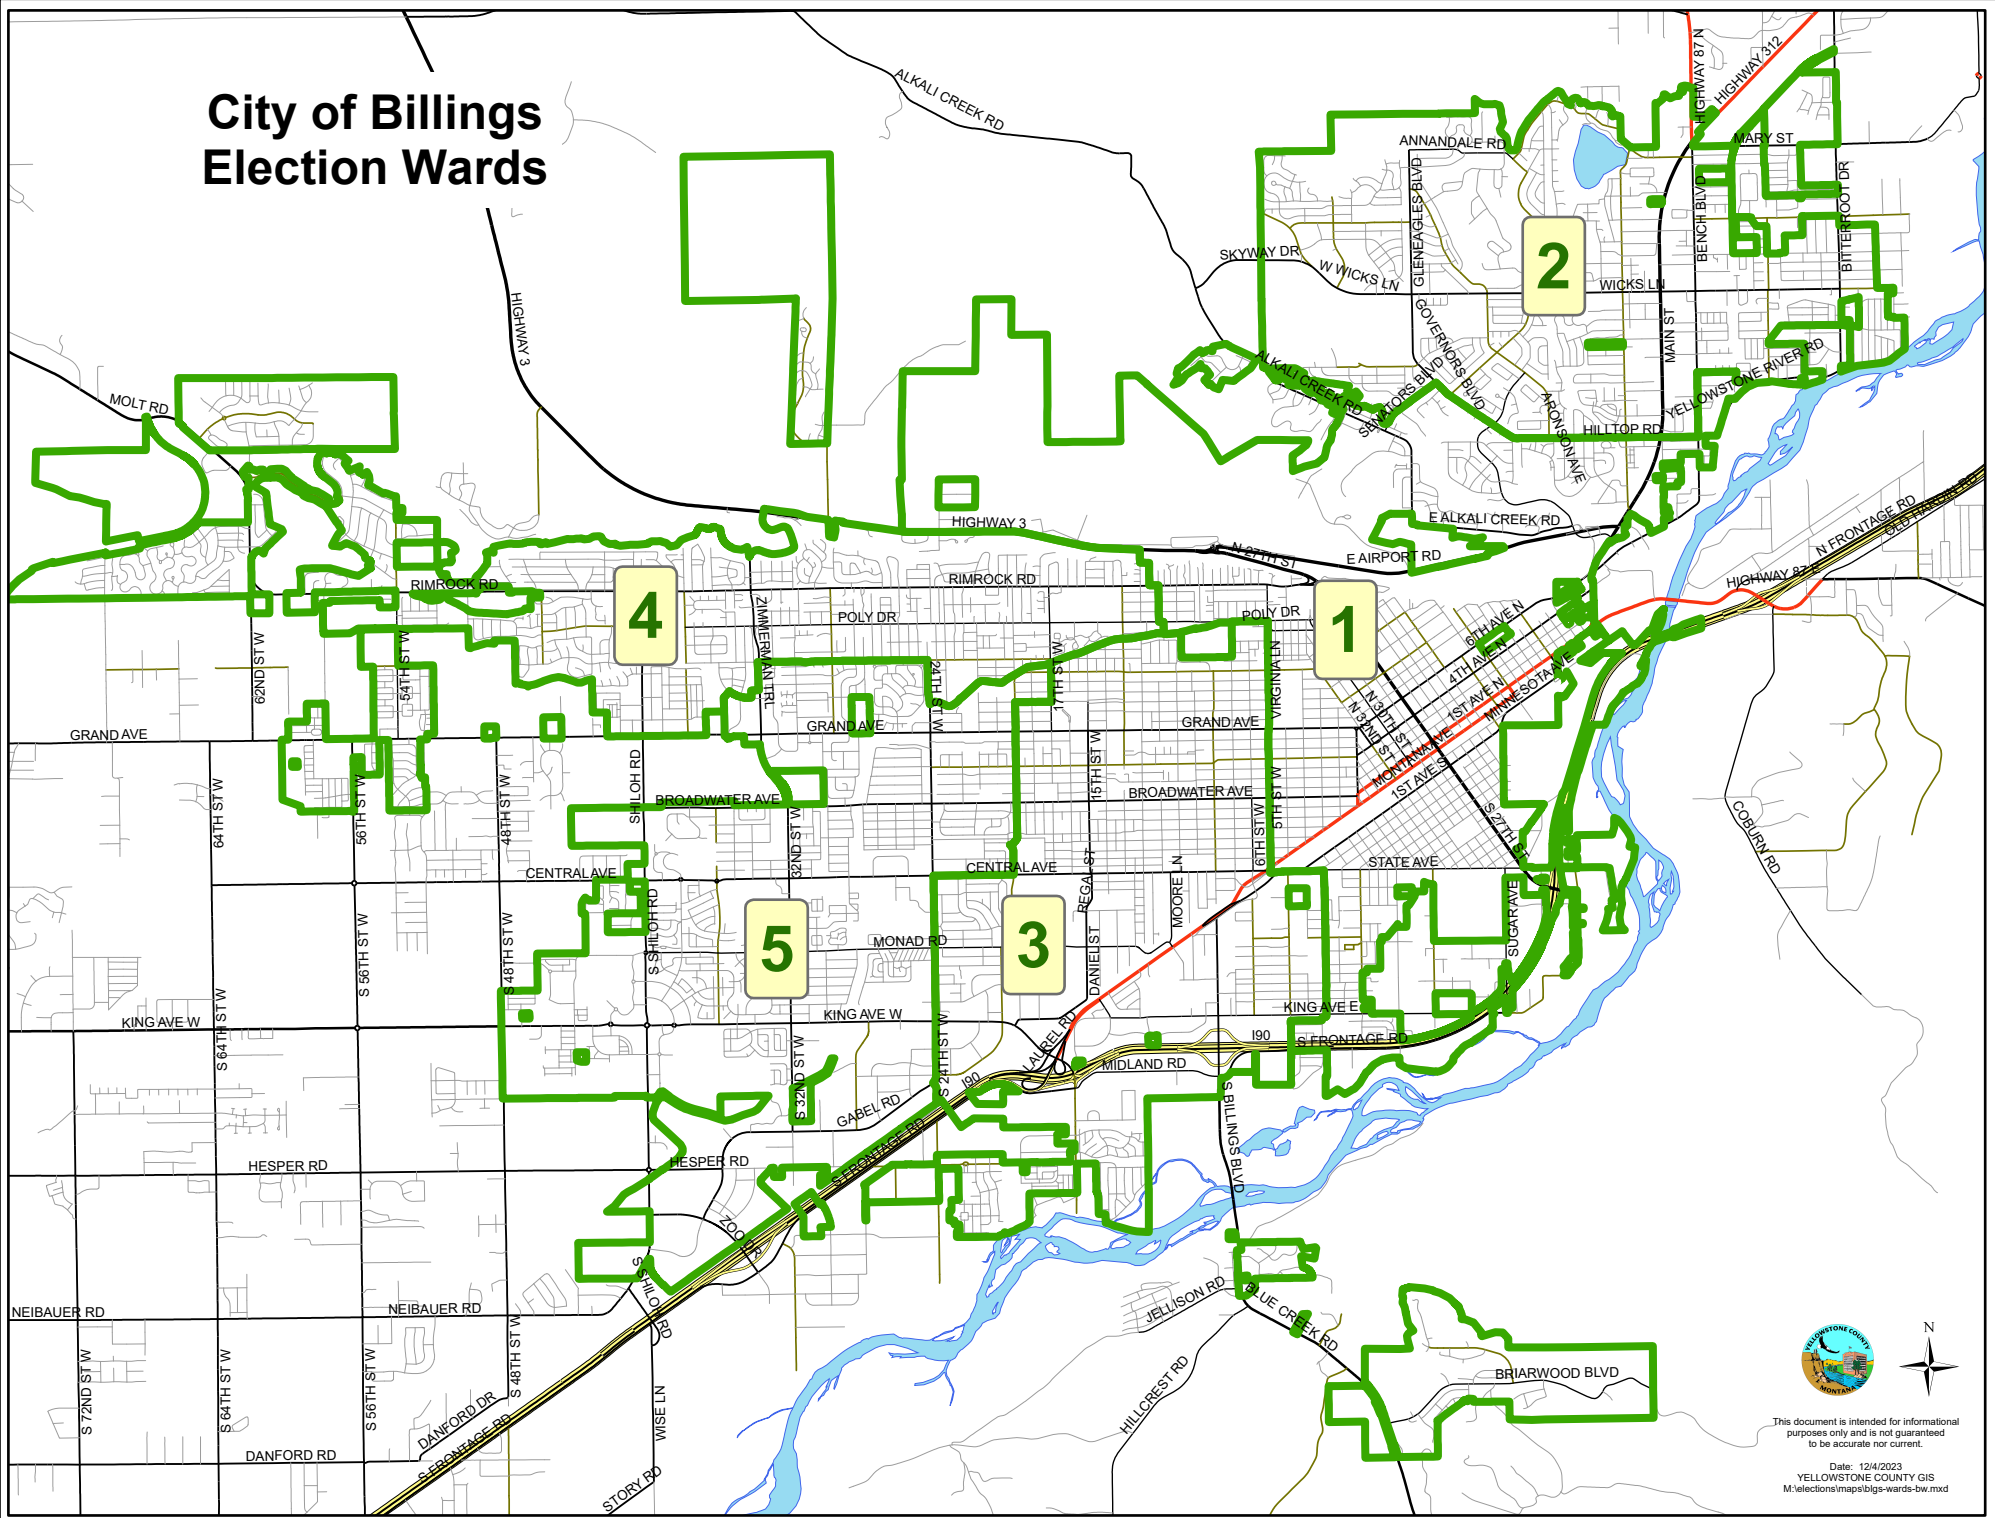 City of Billings
Election Wards
ALKALI CREEK RD
HIGHWAY 87 N
HIGHWAY 312
MARY ST
ANNANDALE RD
GLENEAGLES BLVD
BENCH BLVD
BITTERROOT DR
SKYWAY DR
W WICKS LN
2
WICKS LN
HIGHWAY 3
GOVERNORS BLVD
MAIN ST
ALKALI CREEK RD
SENATORS BLVD
YELLOWSTONE RIVER RD
MOLT RD
ARONSON AVE
HILLTOP RD
HIGHWAY 3
E ALKALI CREEK RD
N FRONTAGE RD
OLD HARDIN RD
N 27TH ST
E AIRPORT RD
HIGHWAY 87 E
RIMROCK RD
RIMROCK RD
4
ZIMMERMAN TRL
POLY DR
POLY DR
1
6TH AVE N
4TH AVE N
62ND ST W
54TH ST W
24TH ST W
17TH ST W
VIRGINIA LN
1ST AVE N
MINNESOTA AVE
N 30TH ST
N 32ND ST
GRAND AVE
GRAND AVE
GRAND AVE
MONTANA AVE
1ST AVE S
64TH ST W
56TH ST W
48TH ST W
SHILOH RD
BROADWATER AVE
32ND ST W
15TH ST W
BROADWATER AVE
6TH ST W
5TH ST W
S 27TH ST
COBURN RD
CENTRAL AVE
CENTRAL AVE
STATE AVE
S 56TH ST W
S 48TH ST W
S SHILOH RD
5
MONAD RD
3
REGAL ST
DANIEL ST
MOORE LN
SUGAR AVE
S 64TH ST W
KING AVE W
KING AVE W
KING AVE E
S 32ND ST W
S 24TH ST W
LAUREL RD
I90
I90
S FRONTAGE RD
MIDLAND RD
GABEL RD
S FRONTAGE RD
S BILLINGS BLVD
HESPER RD
HESPER RD
ZOO DR
S SHILOH RD
NEIBAUER RD
NEIBAUER RD
JELLISON RD
BLUE CREEK RD
HILLCREST RD
BRIARWOOD BLVD
S 72ND ST W
S 64TH ST W
S 56TH ST W
S 48TH ST W
DANFORD DR
S FRONTAGE RD
DANFORD RD
WISE LN
STORY RD
YELLOWSTONE COUNTY
MONTANA
N
This document is intended for informational
purposes only and is not guaranteed
to be accurate nor current.
Date: 12/4/2023
YELLOWSTONE COUNTY GIS
M:\elections\maps\blgs-wards-bw.mxd